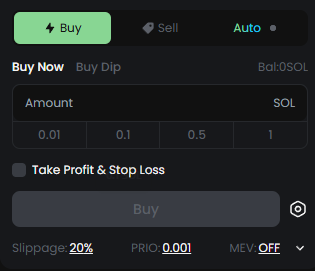 Buy Sell Auto
Buy Now Buy Dip Bal:0SOL
Amount SOL
0.01 0.1 0.5 1
Take Profit & Stop Loss
Buy
Slippage: 20% PRIO: 0.001 MEV: OFF